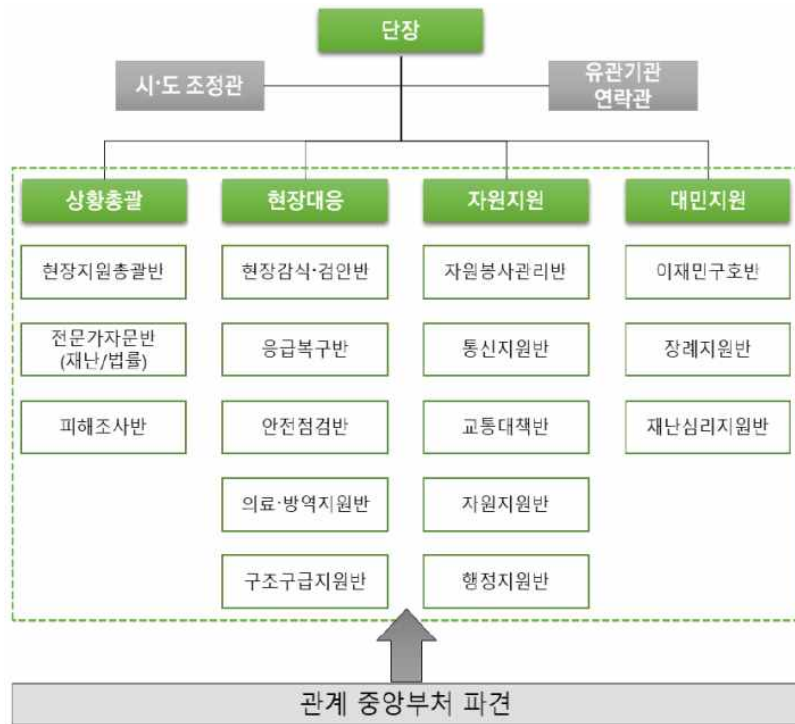 단장
시·도 조정관
유관기관
연락관
상황총괄
현장대응
자원지원
대민지원
현장지원총괄반
현장감식·검안반
자원봉사관리반
이재민구호반
전문가자문반
(재난/법률)
응급복구반
통신지원반
장례지원반
피해조사반
안전점검반
교통대책반
재난심리지원반
의료·방역지원반
자원지원반
구조구급지원반
행정지원반
관계 중앙부처 파견